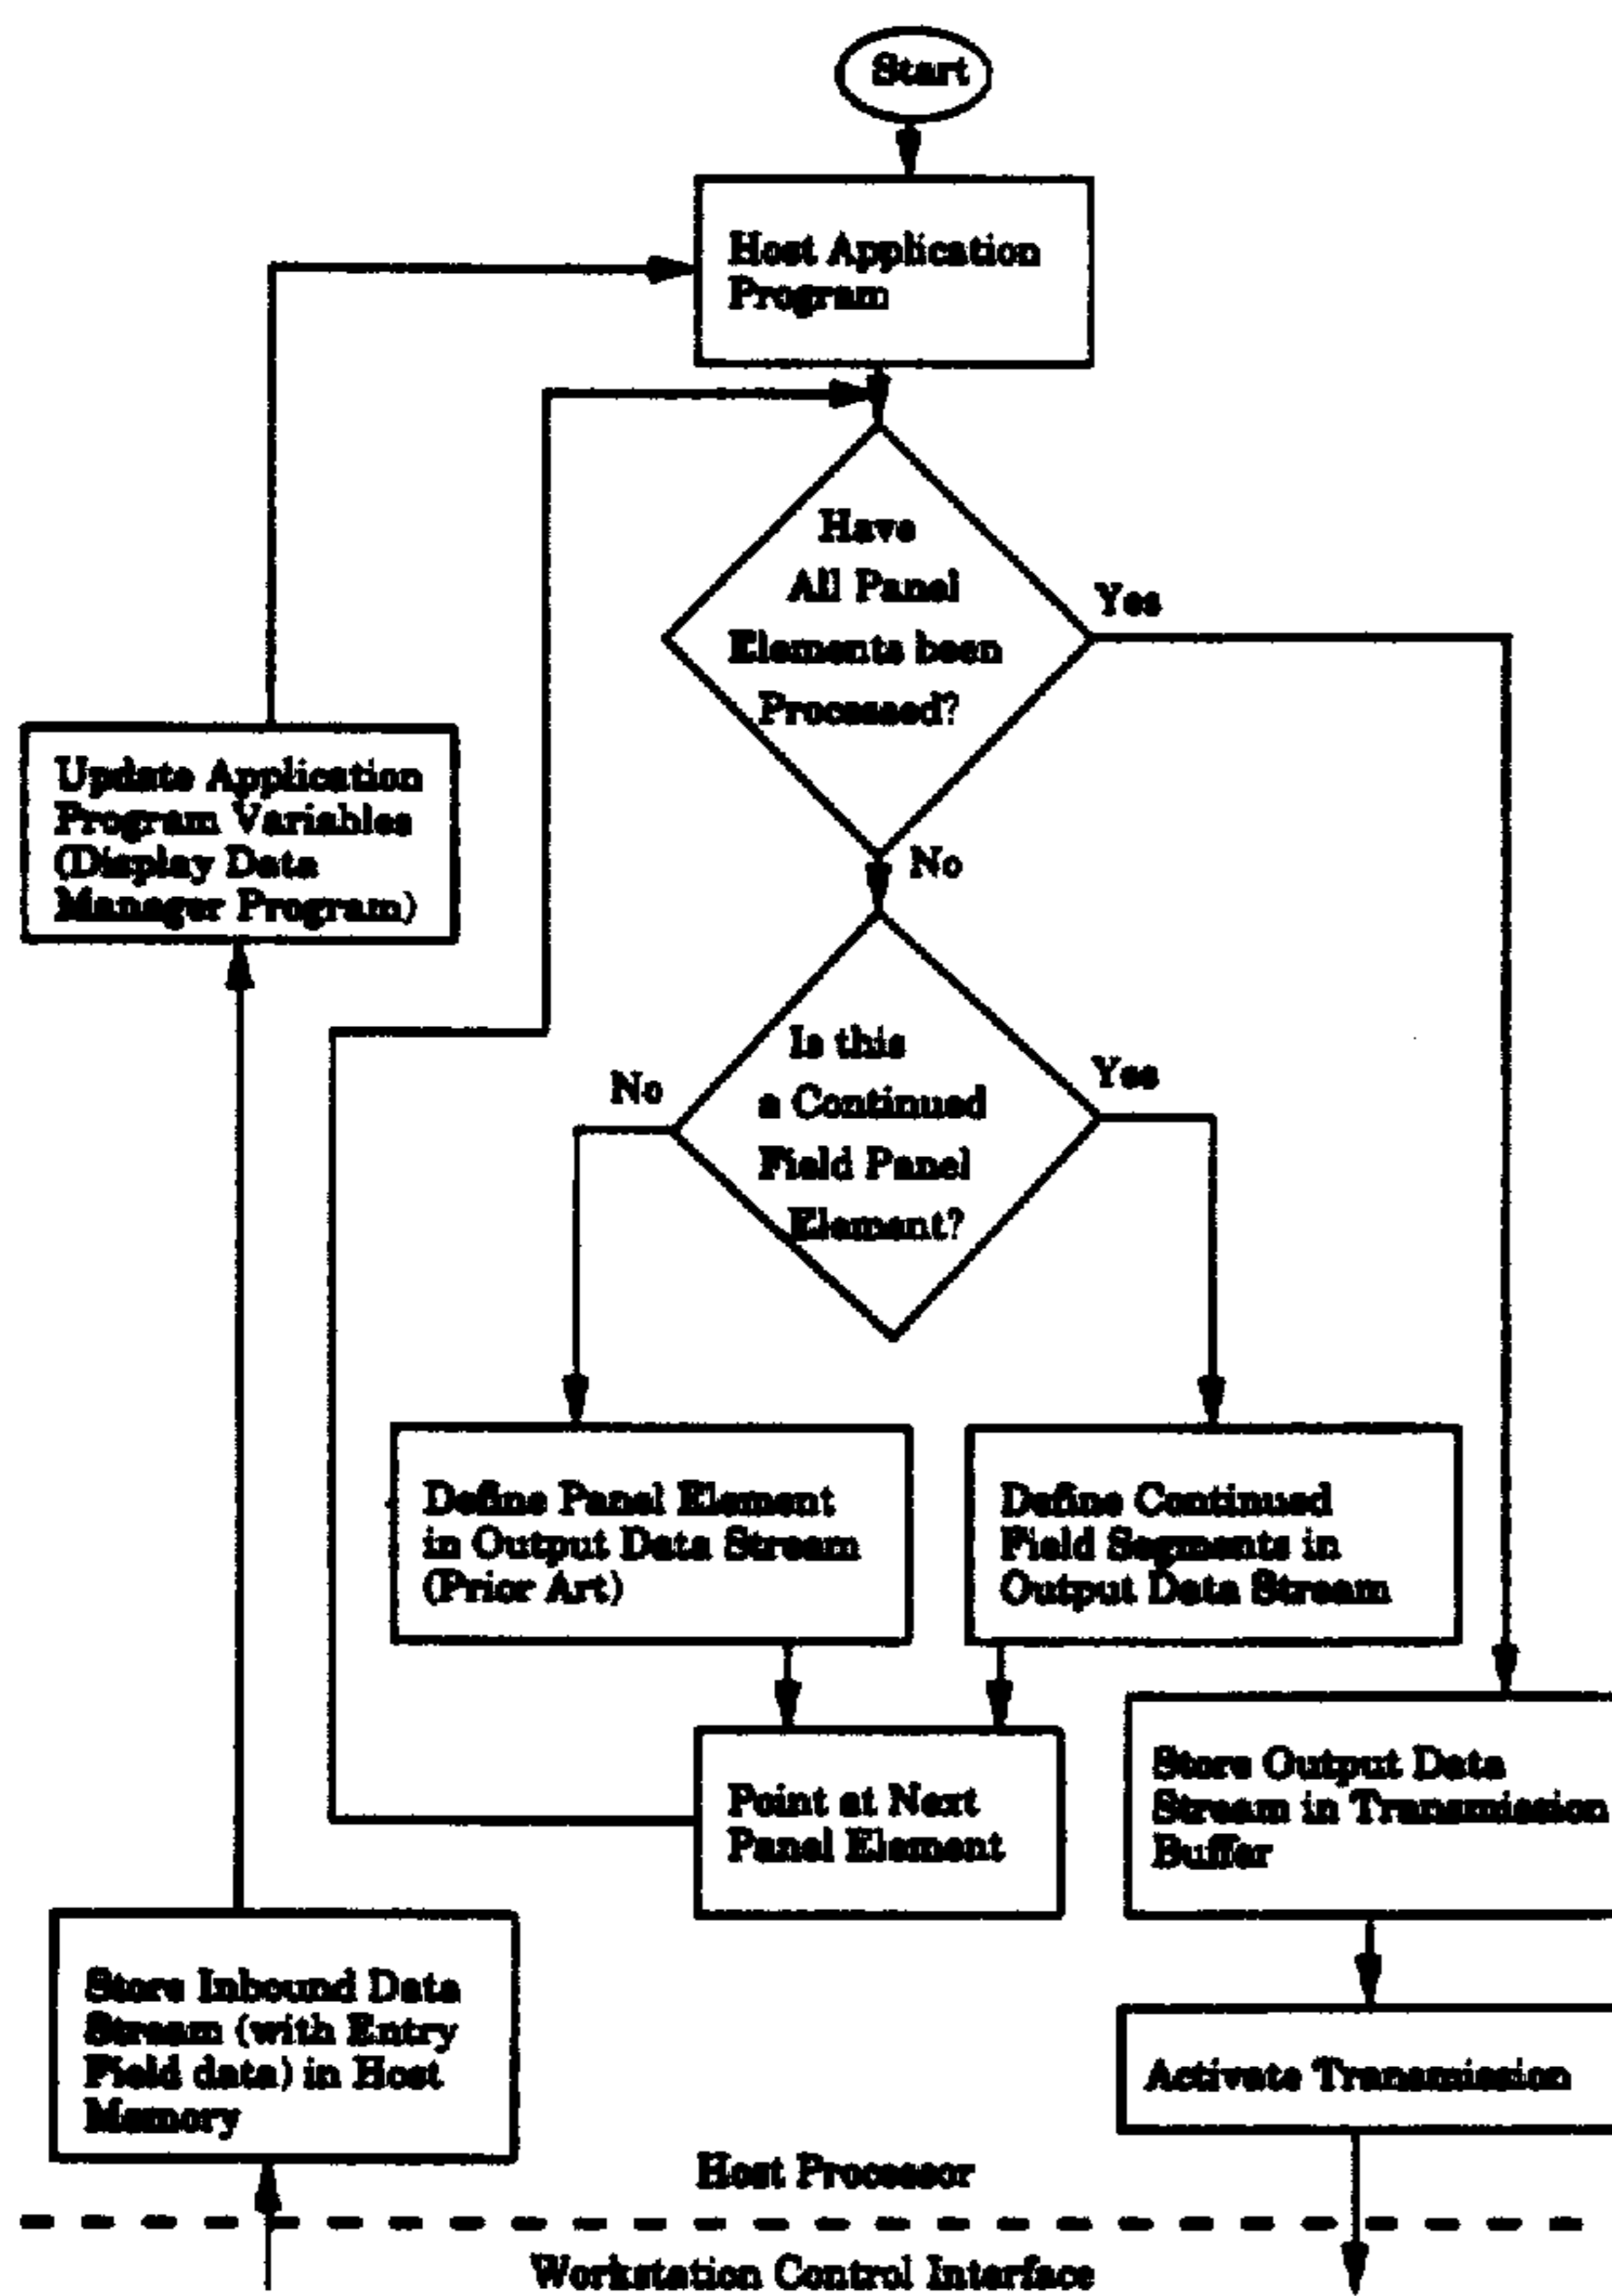 Start
Host Application
Program
Have
All Panel
Elements been
Processed?
Yes
No
Update Application
Program Variables
(Display Data
Manager Program)
Is this
a Continued
Field Panel
Element?
No
Yes
Define Panel Element
in Output Data Stream
(Prior Art)
Define Continued
Field Segments in
Output Data Stream
Point at Next
Panel Element
Store Output Data
Stream in Transmission
Buffer
Store Inbound Data
Stream (with Entry
Field data) in Host
Memory
Activate Transmission
Host Processor
Workstation Control Interface